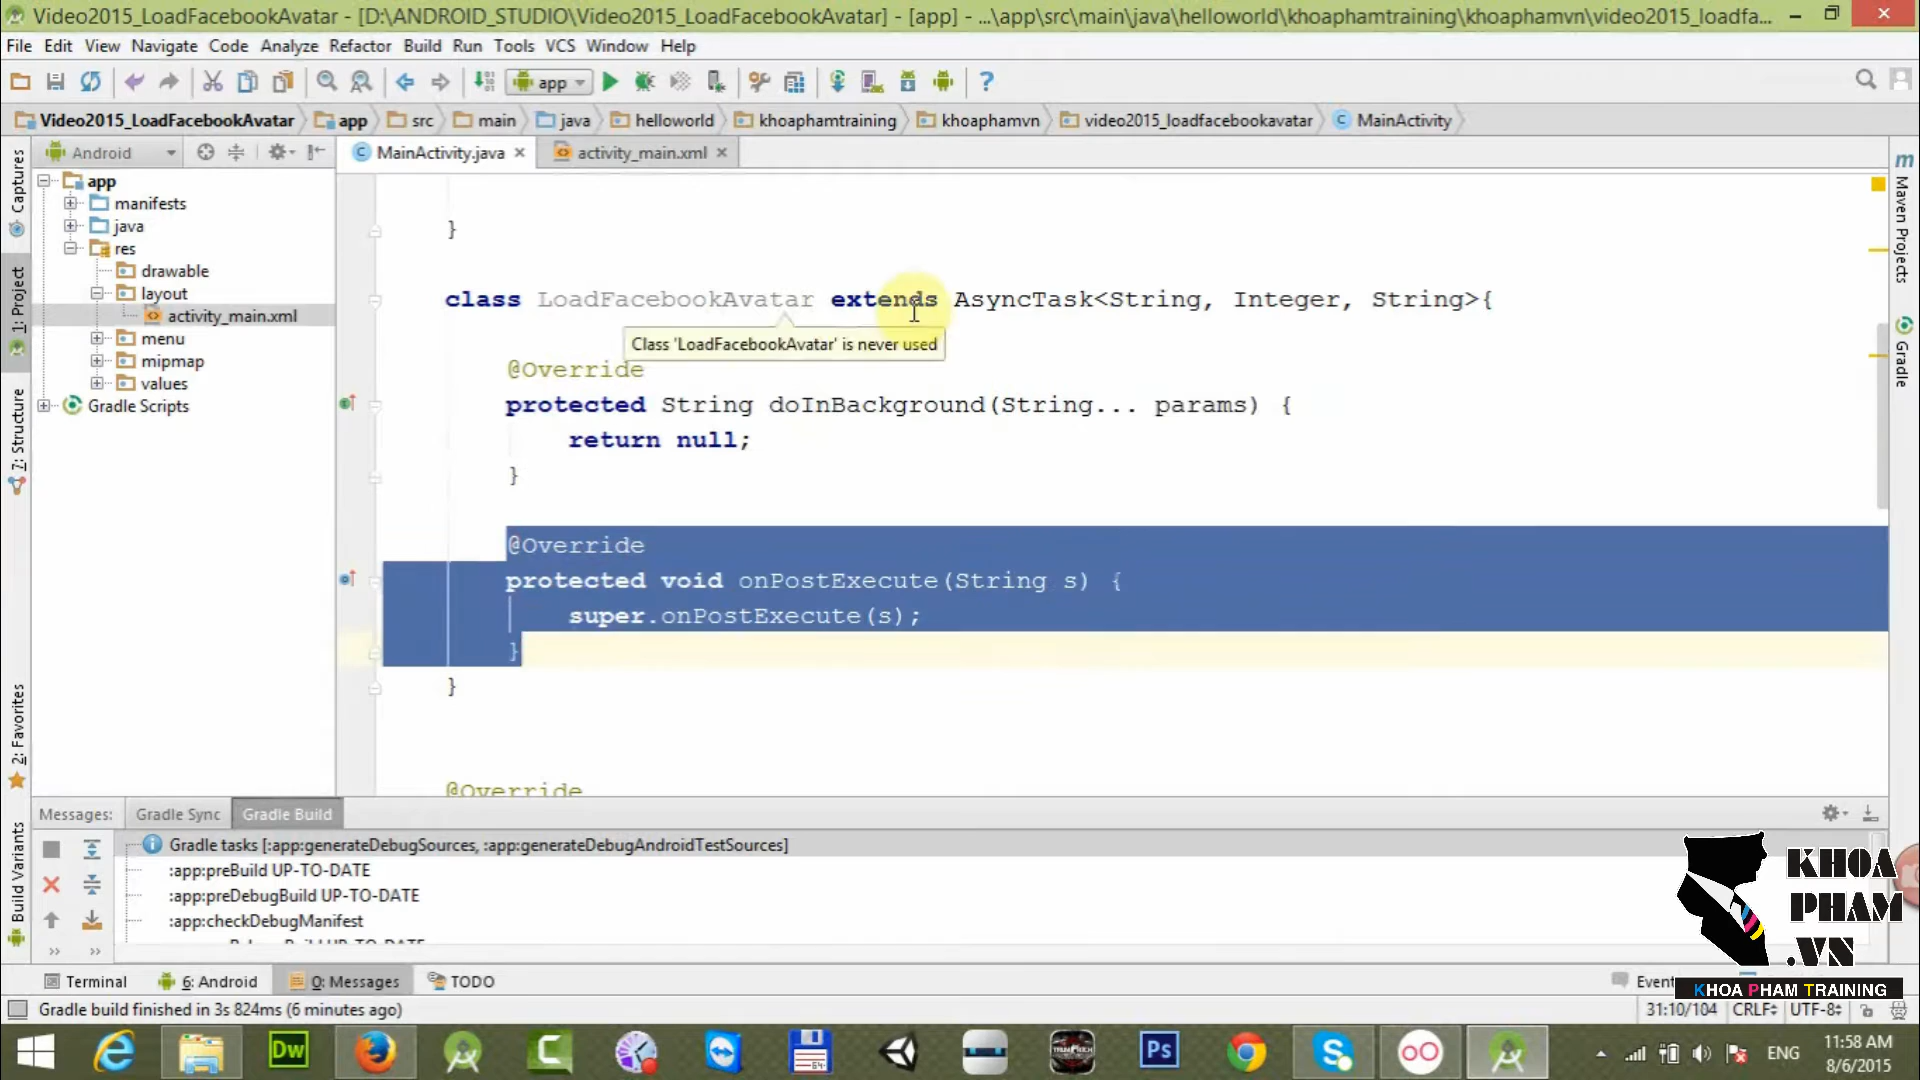 Video2015_LoadFacebookAvatar - [D:\ANDROID_STUDIO\Video2015_LoadFacebookAvatar] - [app] - ...\app\src\main\java\helloworld\khoaphamtraining\khoaphamvn\video2015_loadfa...
File Edit View Navigate Code Analyze Refactor Build Run Tools VCS Window Help
app
Video2015_LoadFacebookAvatar app src main java helloworld khoaphamtraining khoaphamvn video2015_loadfacebookavatar MainActivity
Android
MainActivity.java
activity_main.xml
Captures
1: Project
7: Structure
2: Favorites
Build Variants
app
manifests
java
res
drawable
layout
activity_main.xml
menu
mipmap
values
Gradle Scripts
}
class LoadFacebookAvatar extends AsyncTask<String, Integer, String>{
Class 'LoadFacebookAvatar' is never used
@Override
protected String doInBackground(String... params) {
return null;
}
@Override
protected void onPostExecute(String s) {
super.onPostExecute(s);
}
}
@Override
m Maven Projects
Gradle
Messages: Gradle Sync Gradle Build
Gradle tasks [:app:generateDebugSources, :app:generateDebugAndroidTestSources]
:app:preBuild UP-TO-DATE
:app:preDebugBuild UP-TO-DATE
:app:checkDebugManifest
KHOA
PHAM
.VN
KHOA PHAM TRAINING
Terminal 6: Android 0: Messages TODO
Event
Gradle build finished in 3s 824ms (6 minutes ago)
31:10/104 CRLF UTF-8
Dw
Ps
64
ENG
11:58 AM
8/6/2015